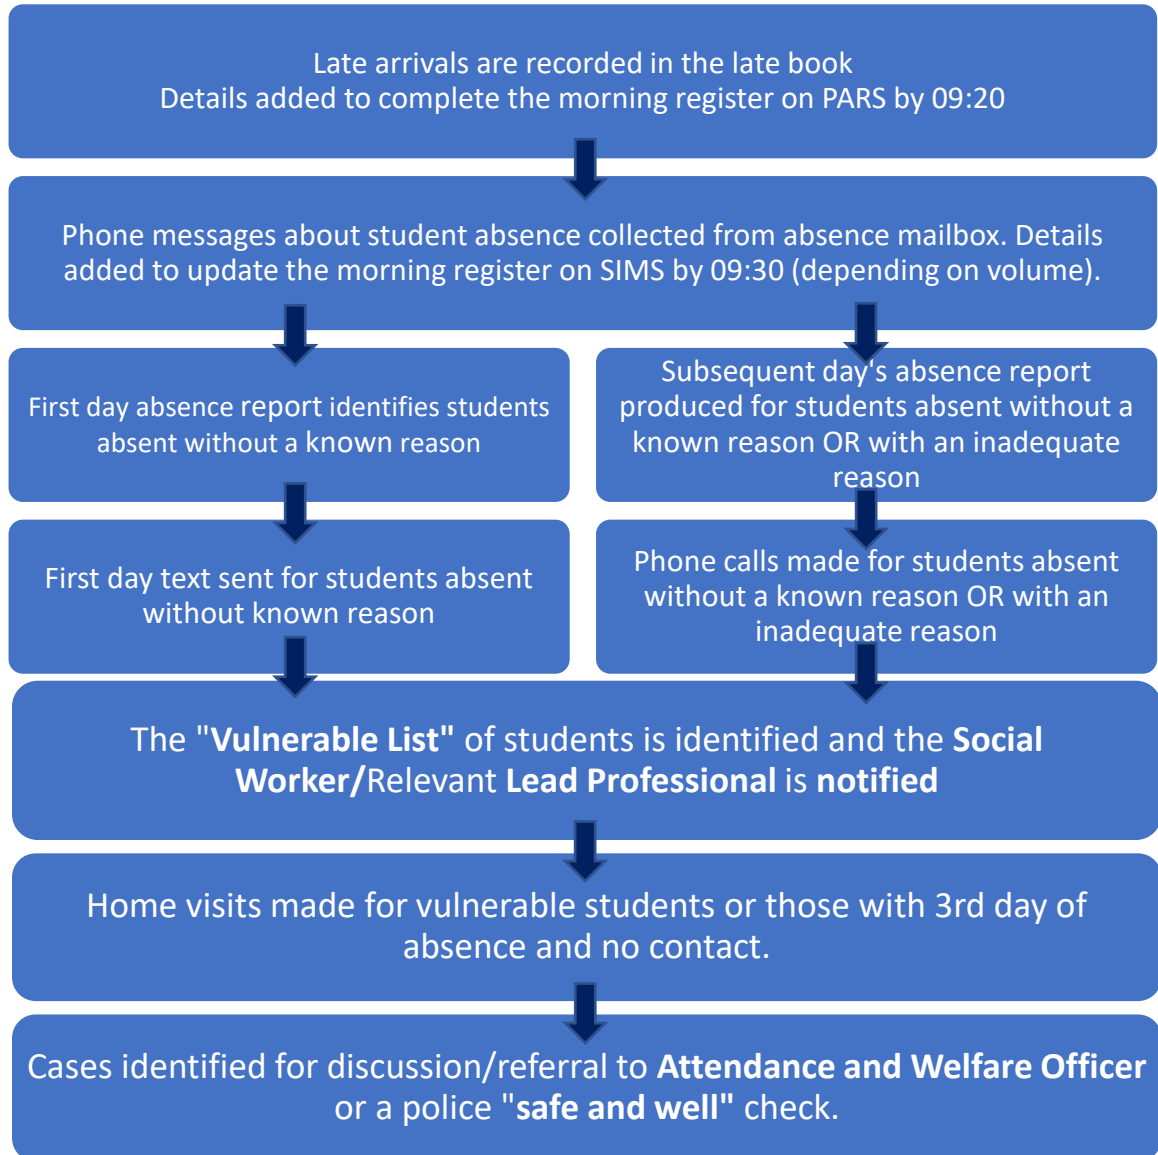 Late arrivals are recorded in the late book
Details added to complete the morning register on PARS by 09:20
Phone messages about student absence collected from absence mailbox. Details
added to update the morning register on SIMS by 09:30 (depending on volume).
First day absence report identifies students
absent without a known reason
Subsequent day's absence report
produced for students absent without a
known reason OR with an inadequate
reason
First day text sent for students absent
without known reason
Phone calls made for students absent
without a known reason OR with an
inadequate reason
The "Vulnerable List" of students is identified and the Social
Worker/Relevant Lead Professional is notified
Home visits made for vulnerable students or those with 3rd day of
absence and no contact.
Cases identified for discussion/referral to Attendance and Welfare Officer
or a police "safe and well" check.